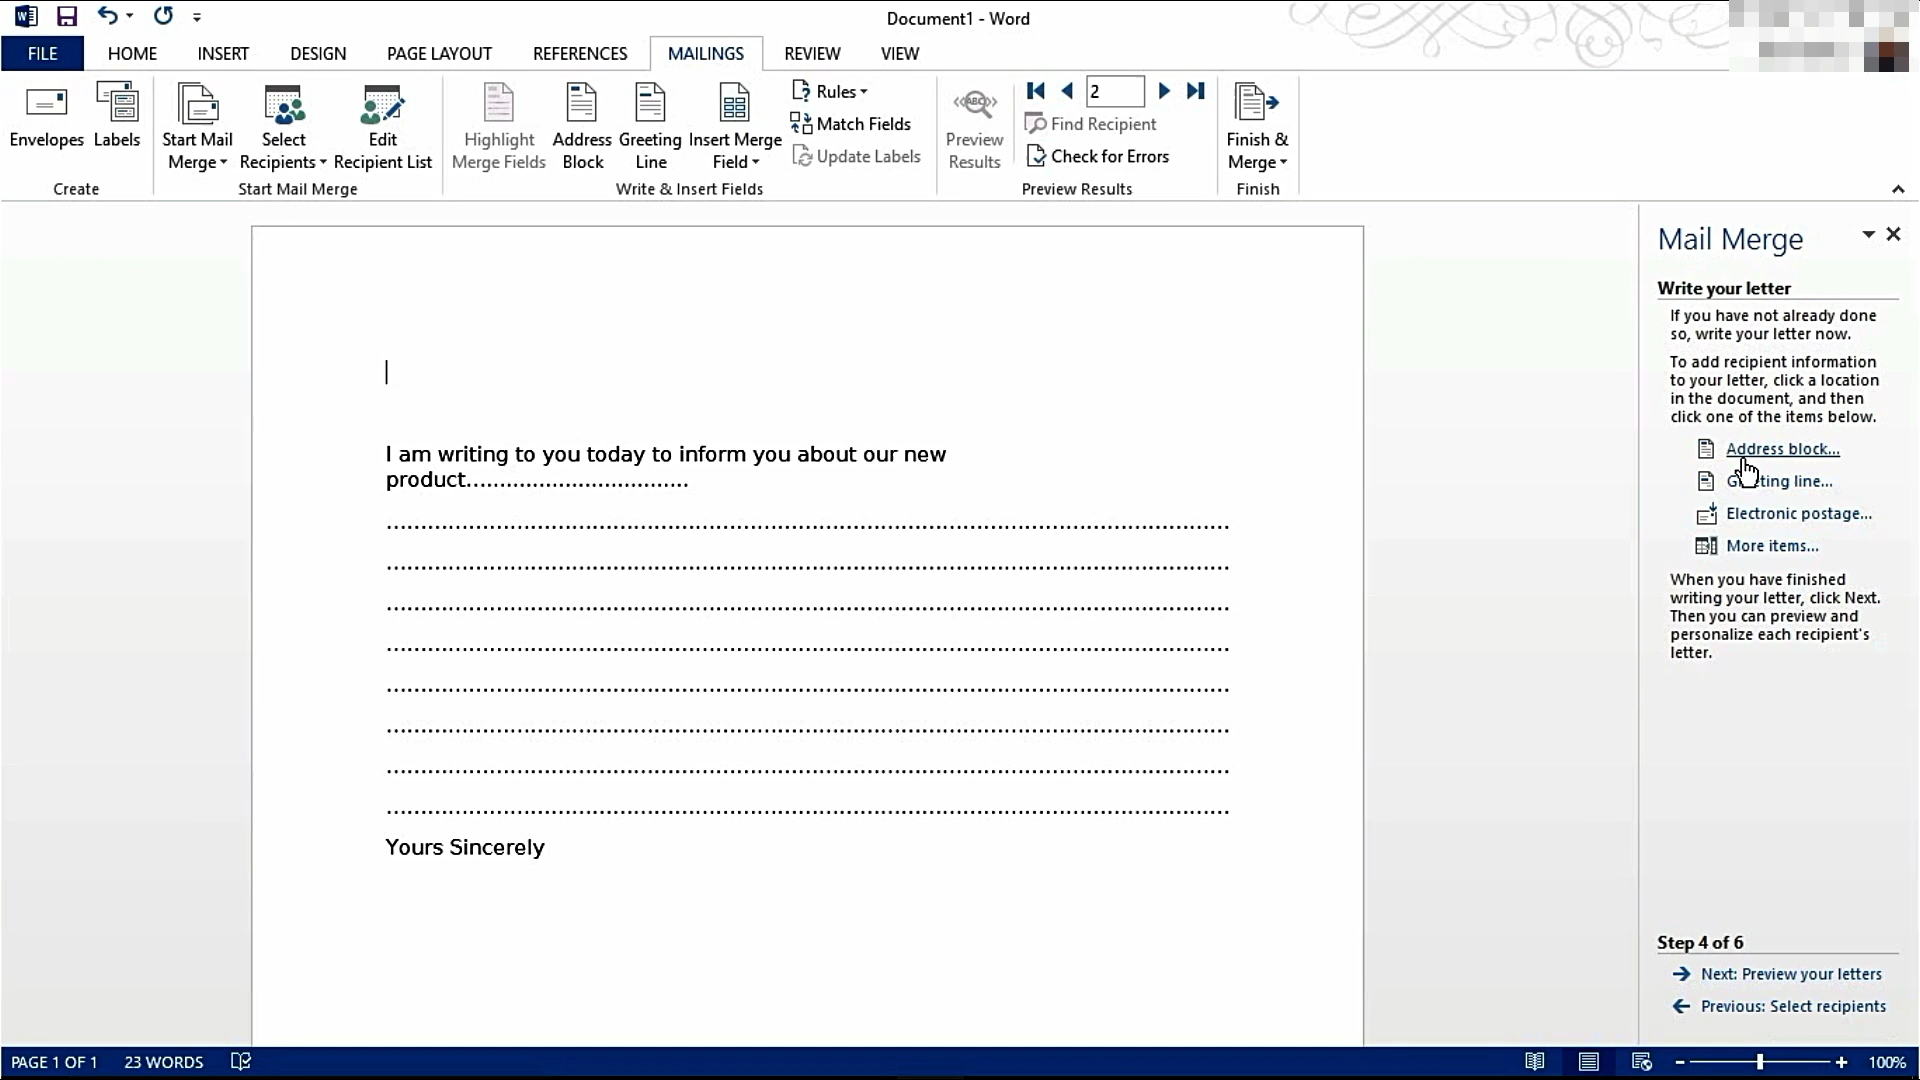 Document1 - Word
FILE HOME INSERT DESIGN PAGE LAYOUT REFERENCES MAILINGS REVIEW VIEW
Envelopes
Labels
Create
Start Mail
Merge
Select
Recipients
Edit
Recipient List
Start Mail Merge
Highlight
Merge Fields
Address
Block
Greeting
Line
Insert Merge
Field
Rules
Match Fields
Update Labels
Write & Insert Fields
ABC
Preview
Results
2
Find Recipient
Check for Errors
Preview Results
Finish &
Merge
Finish
I am writing to you today to inform you about our new
product..................................
..........................................................................................................................
..........................................................................................................................
..........................................................................................................................
..........................................................................................................................
..........................................................................................................................
..........................................................................................................................
..........................................................................................................................
..........................................................................................................................
Yours Sincerely
Mail Merge
Write your letter
If you have not already done
so, write your letter now.
To add recipient information
to your letter, click a location
in the document, and then
click one of the items below.
Address block...
Greeting line...
Electronic postage...
More items...
When you have finished
writing your letter, click Next.
Then you can preview and
personalize each recipient's
letter.
Step 4 of 6
Next: Preview your letters
Previous: Select recipients
PAGE 1 OF 1 23 WORDS 100%